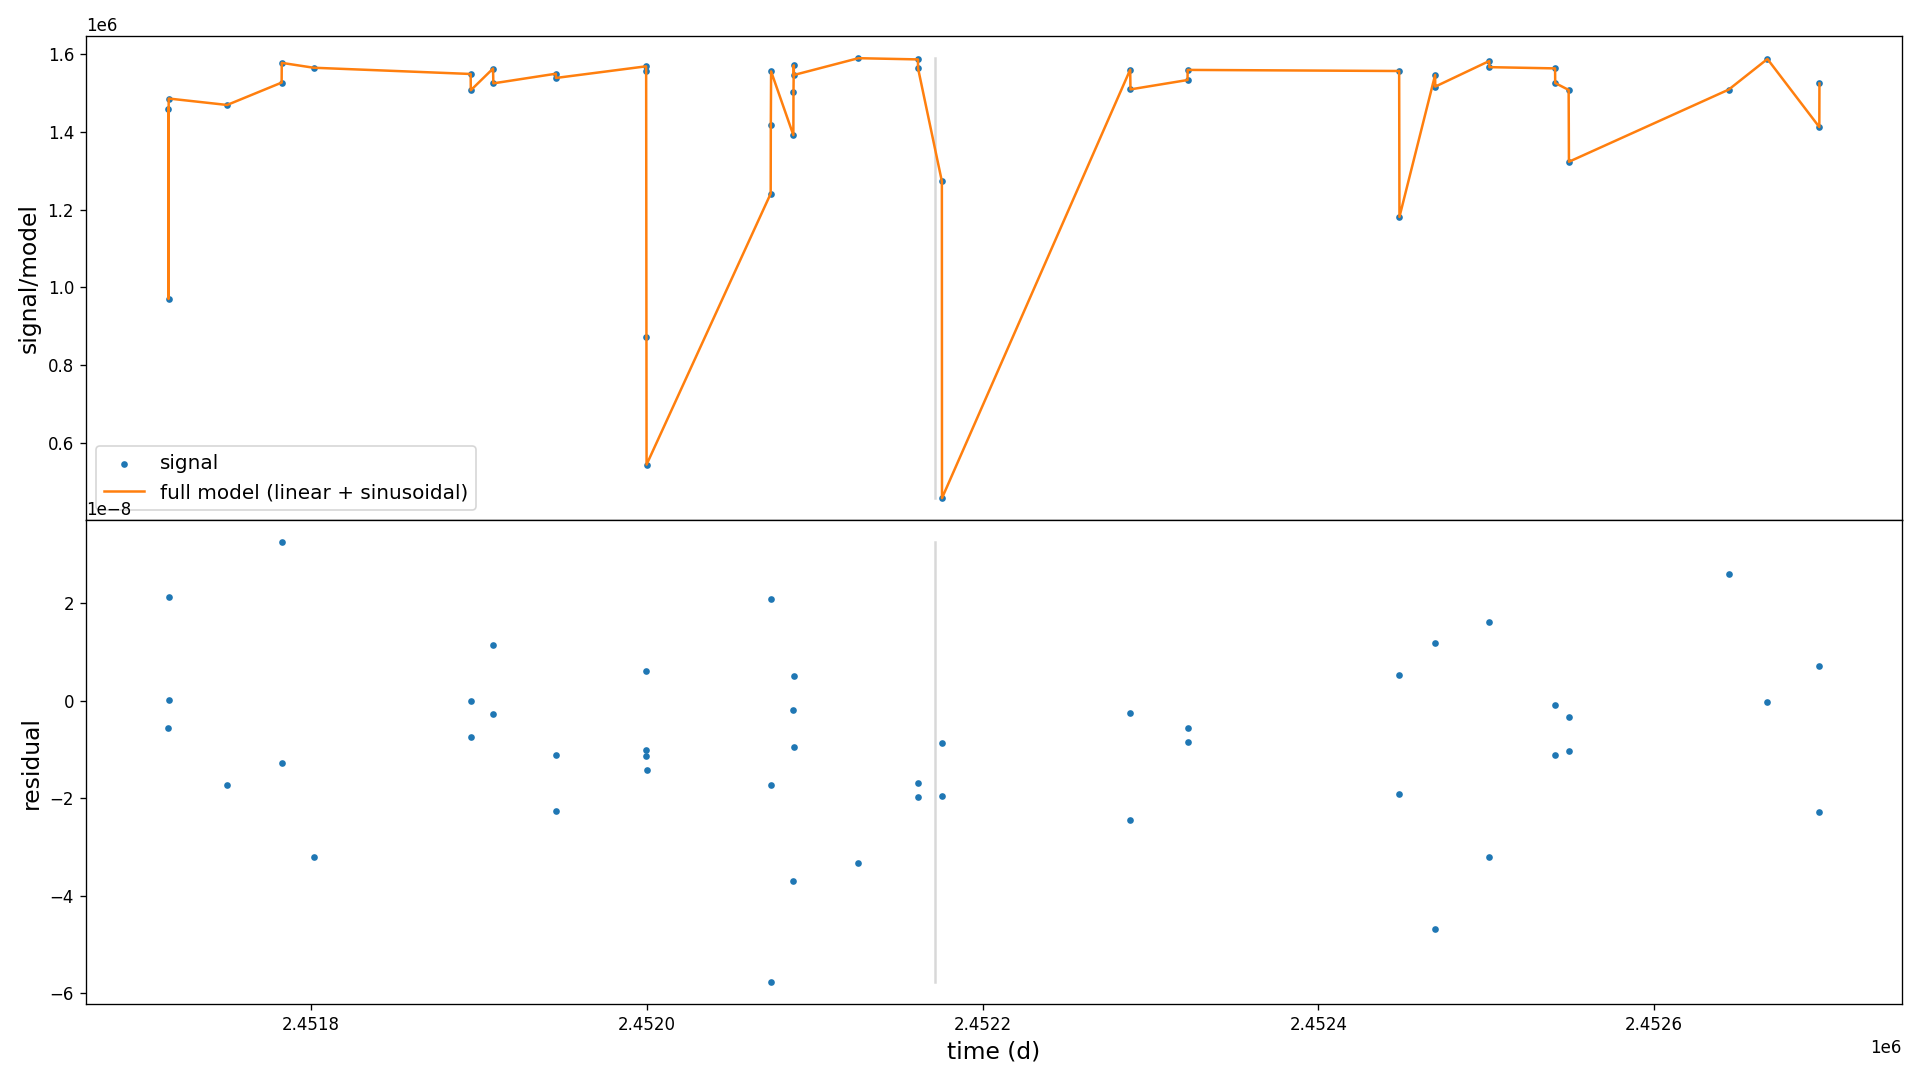 1e6
1.6
1.4
1.2
1.0
0.8
0.6
signal/model
signal
full model (linear + sinusoidal)
1e−8
2
0
−2
−4
−6
residual
2.4518
2.4520
2.4522
2.4524
2.4526
time (d)
1e6